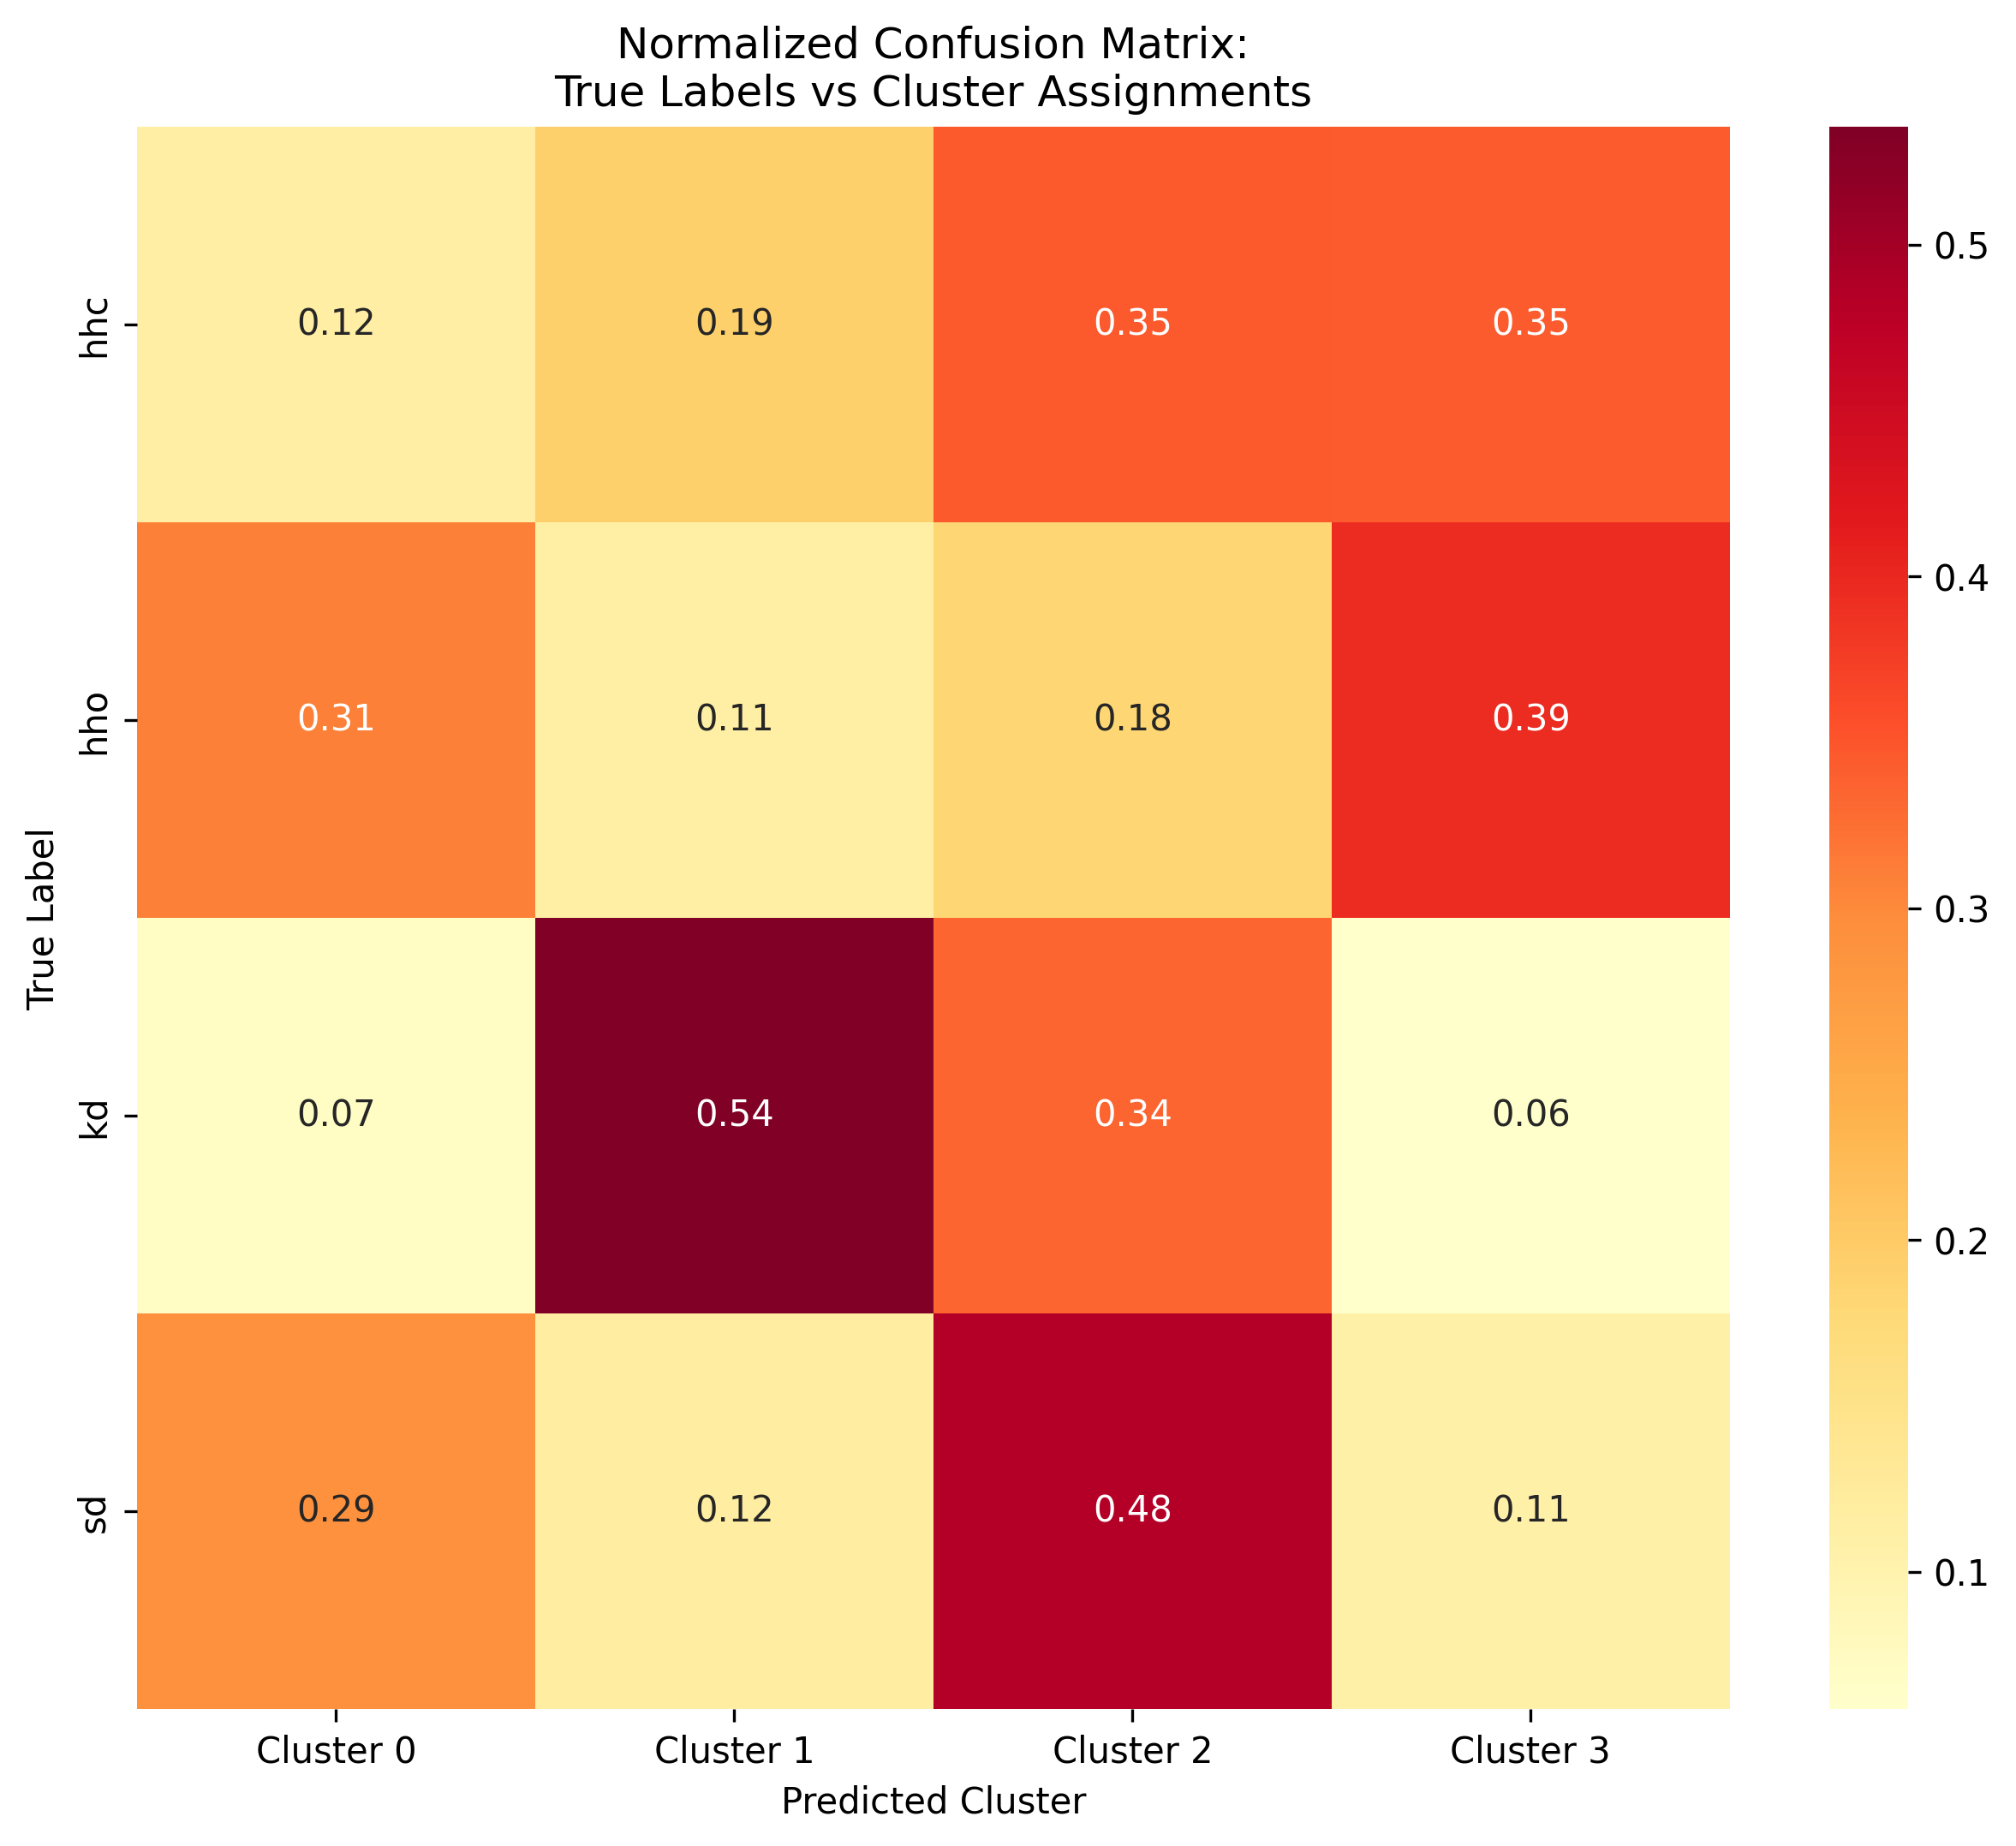 Normalized Confusion Matrix:
True Labels vs Cluster Assignments
True Label
hhc
0.12 0.19 0.35 0.35
hho
0.31 0.11 0.18 0.39
kd
0.07 0.54 0.34 0.06
sd
0.29 0.12 0.48 0.11
Cluster 0 Cluster 1 Cluster 2 Cluster 3
Predicted Cluster
0.5
0.4
0.3
0.2
0.1